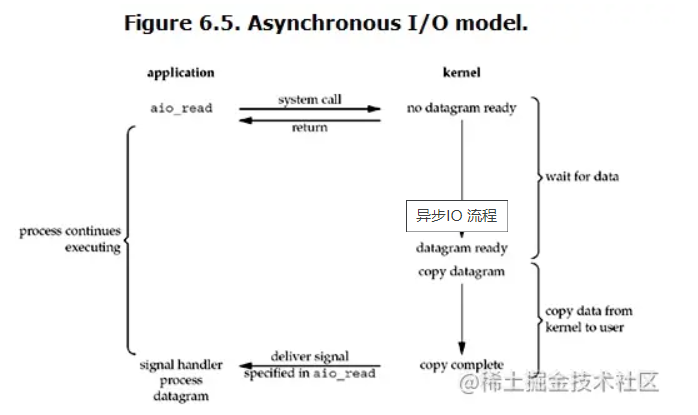 Figure 6.5. Asynchronous I/O model.
application
kernel
aio_read
system call
no datagram ready
return
wait for data
异步IO 流程
process continues
executing
datagram ready
copy datagram
copy data from
kernel to user
deliver signal
signal handler
specified in aio_read
copy complete
process
datagram
@稀土掘金技术社区